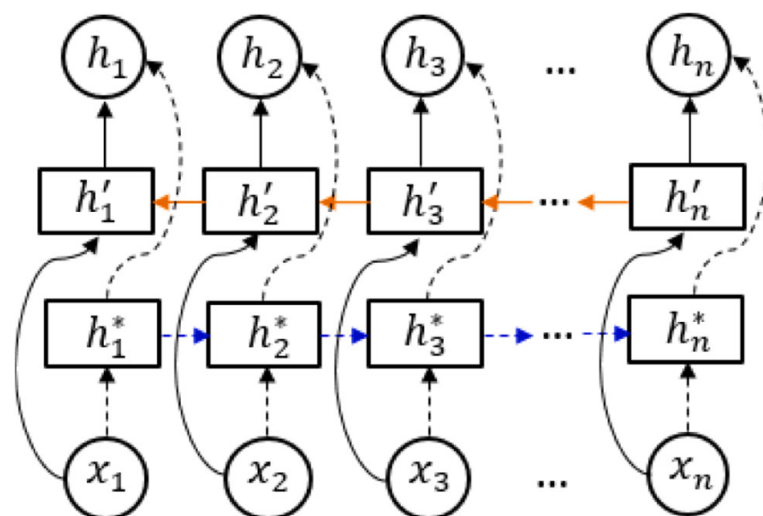 h₁ h₂ h₃ ... hₙ
h′₁ h′₂ h′₃ ... h′ₙ
h*₁ h*₂ h*₃ ... h*ₙ
x₁ x₂ x₃ ... xₙ